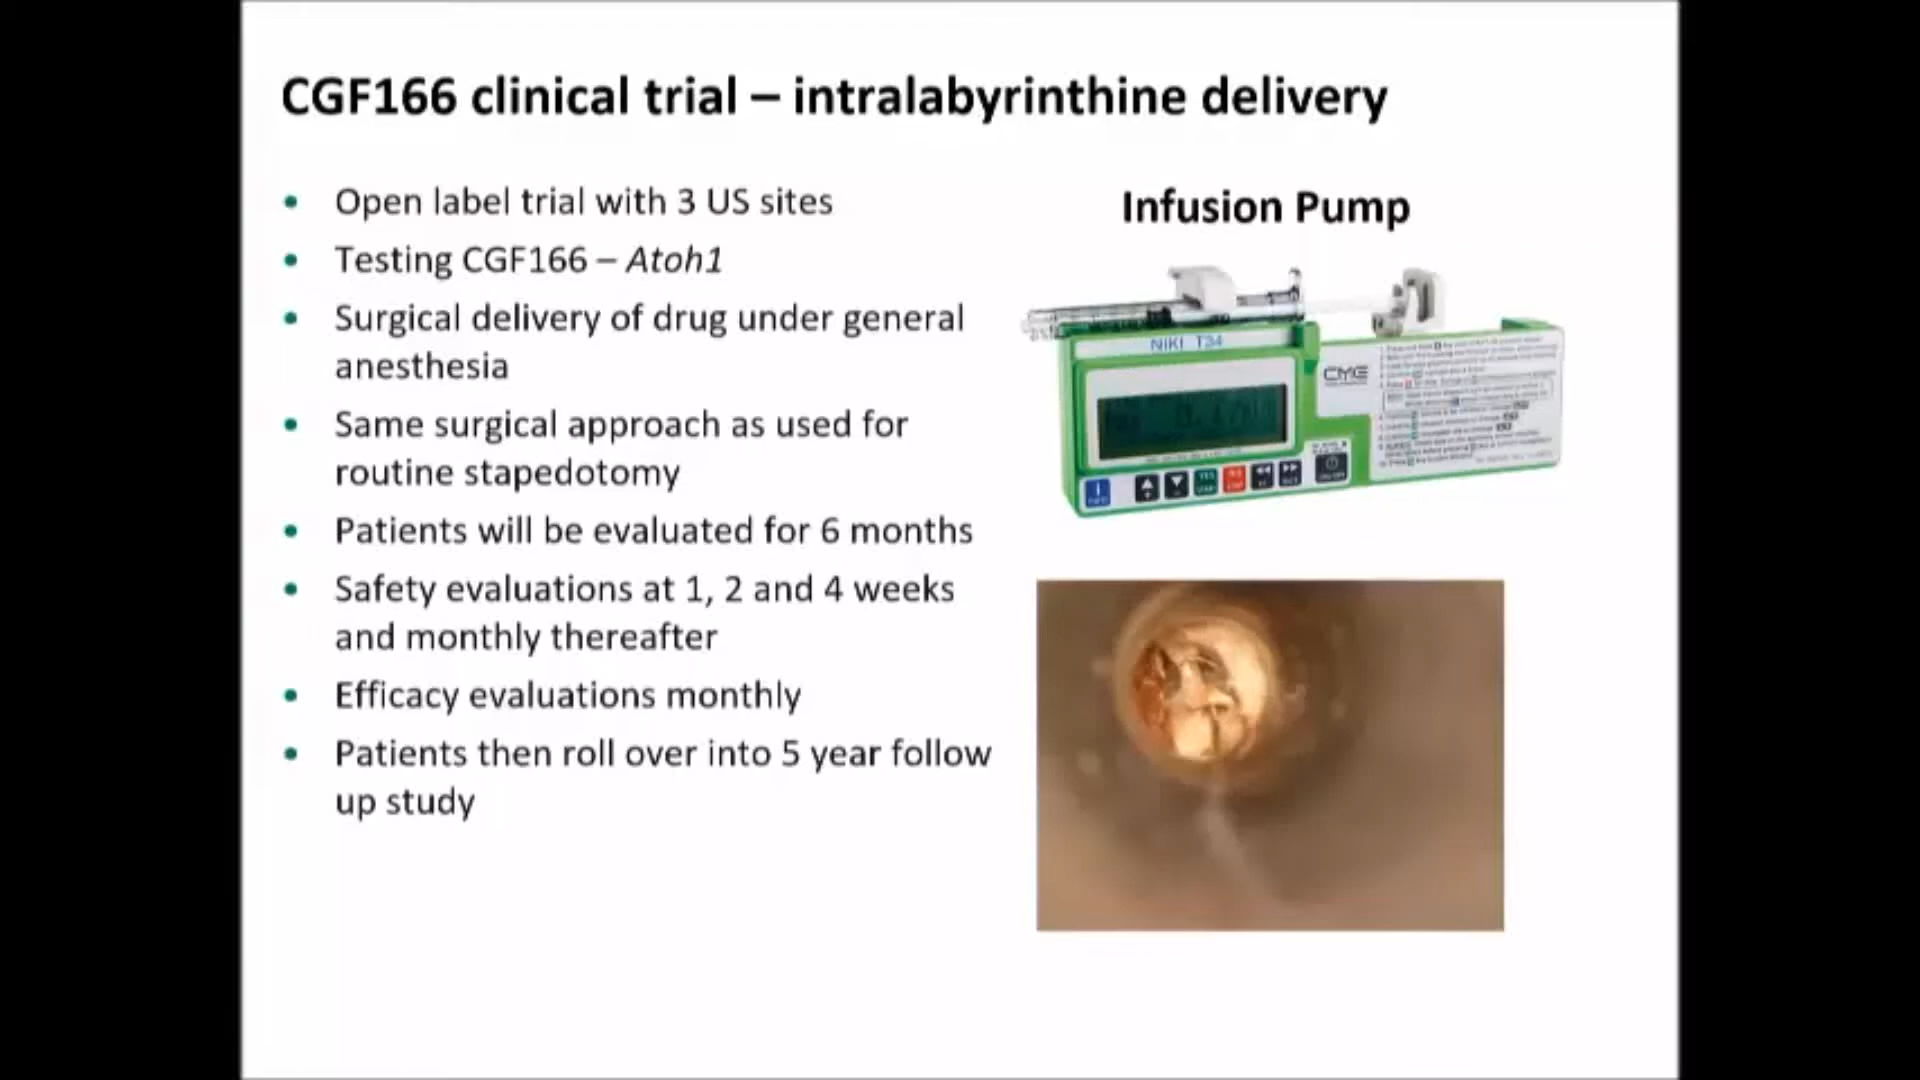 CGF166 clinical trial – intralabyrinthine delivery
• Open label trial with 3 US sites
• Testing CGF166 – Atoh1
• Surgical delivery of drug under general
anesthesia
• Same surgical approach as used for
routine stapedotomy
• Patients will be evaluated for 6 months
• Safety evaluations at 1, 2 and 4 weeks
and monthly thereafter
• Efficacy evaluations monthly
• Patients then roll over into 5 year follow
up study
Infusion Pump
NIKI T34
CME